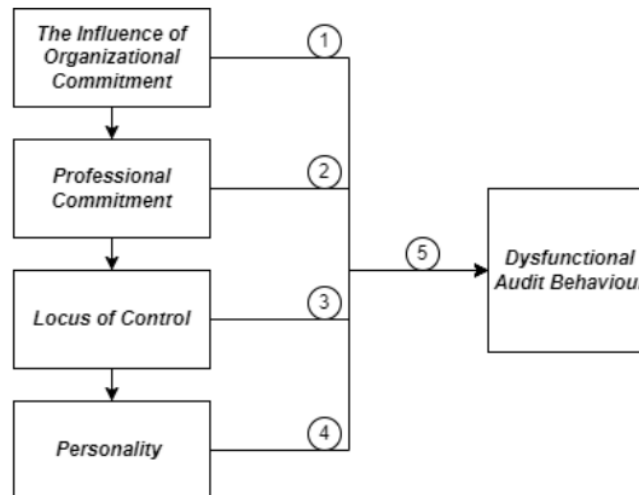 The Influence of
Organizational
Commitment
1
Professional
Commitment
2
Locus of Control
3
Personality
4
5
Dysfunctional
Audit Behaviour